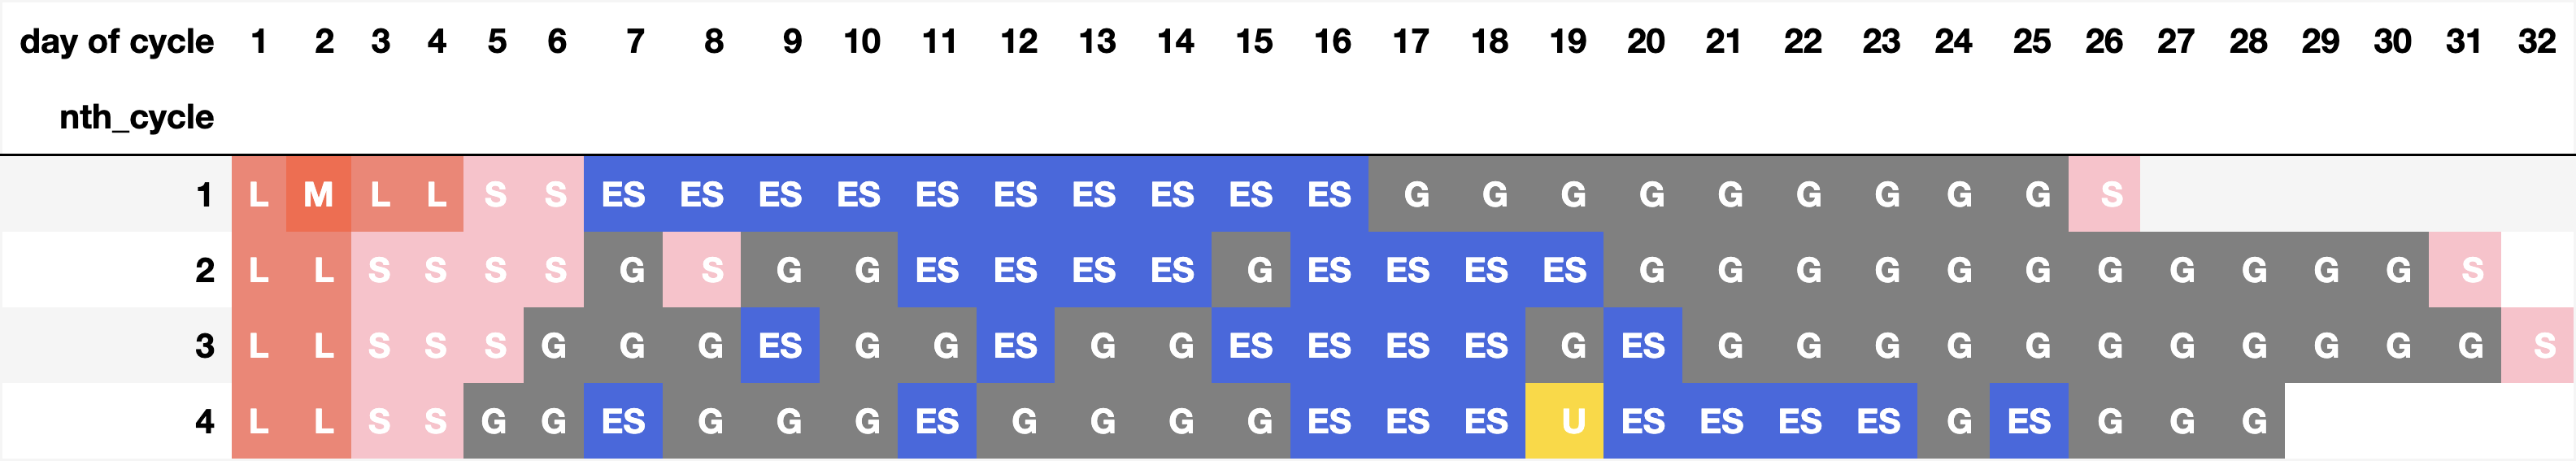 day of cycle 1 2 3 4 5 6 7 8 9 10 11 12 13 14 15 16 17 18 19 20 21 22 23 24 25 26 27 28 29 30 31 32
nth_cycle
1 L M L L S S ES ES ES ES ES ES ES ES ES ES G G G G G G G G G S
2 L L S S S S G S G G ES ES ES ES G ES ES ES ES G G G G G G G G G G G S
3 L L S S S G G G ES G G ES G G ES ES ES ES G ES G G G G G G G G G G G S
4 L L S S G G ES G G G ES G G G G ES ES ES U ES ES ES ES G ES G G G